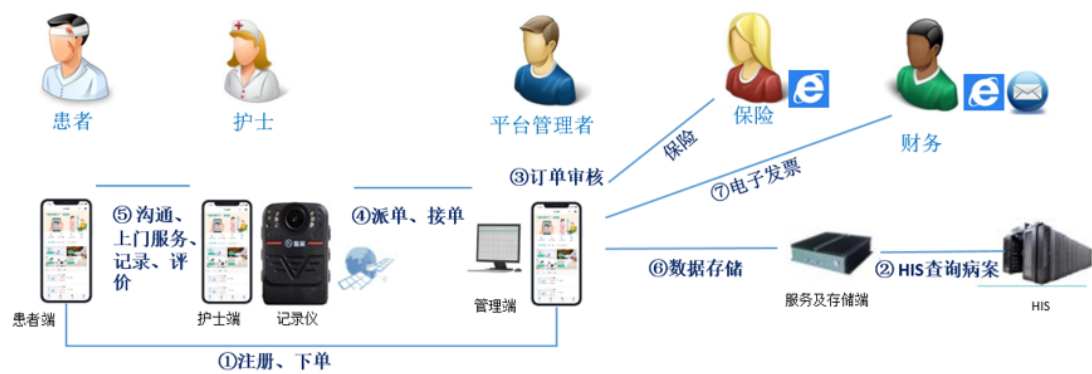 患者
护士
平台管理者
保险
财务
保险
③订单审核
⑦电子发票
⑤沟通、
上门服务、
记录、评
价
④派单、接单
⑥数据存储
②HIS查询病案
患者端
护士端
记录仪
管理端
服务及存储端
HIS
①注册、下单